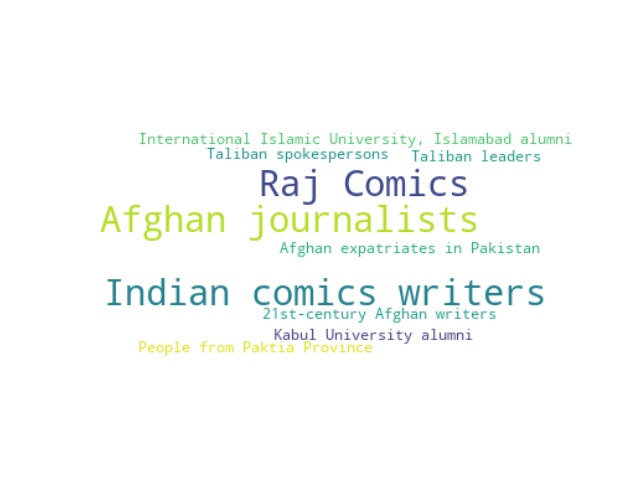 International Islamic University, Islamabad alumni
Taliban spokespersons
Taliban leaders
Raj Comics
Afghan journalists
Afghan expatriates in Pakistan
Indian comics writers
21st-century Afghan writers
Kabul University alumni
People from Paktia Province